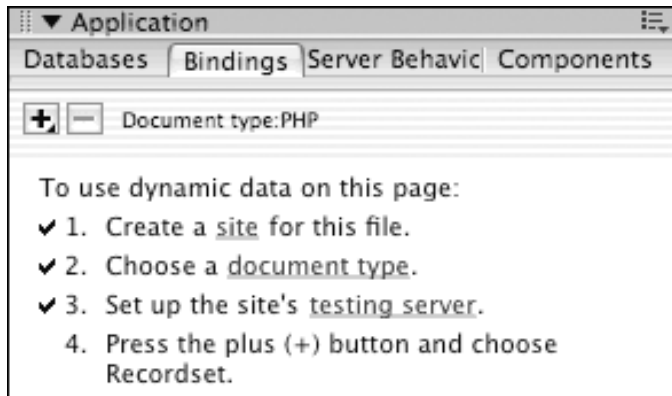 Application
Databases Bindings Server Behavic Components
Document type:PHP
To use dynamic data on this page:
✔ 1. Create a site for this file.
✔ 2. Choose a document type.
✔ 3. Set up the site's testing server.
4. Press the plus (+) button and choose
Recordset.